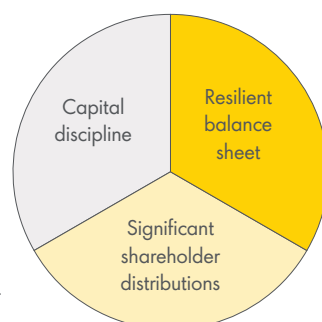 Capital
discipline
Resilient
balance
sheet
Significant
shareholder
distributions